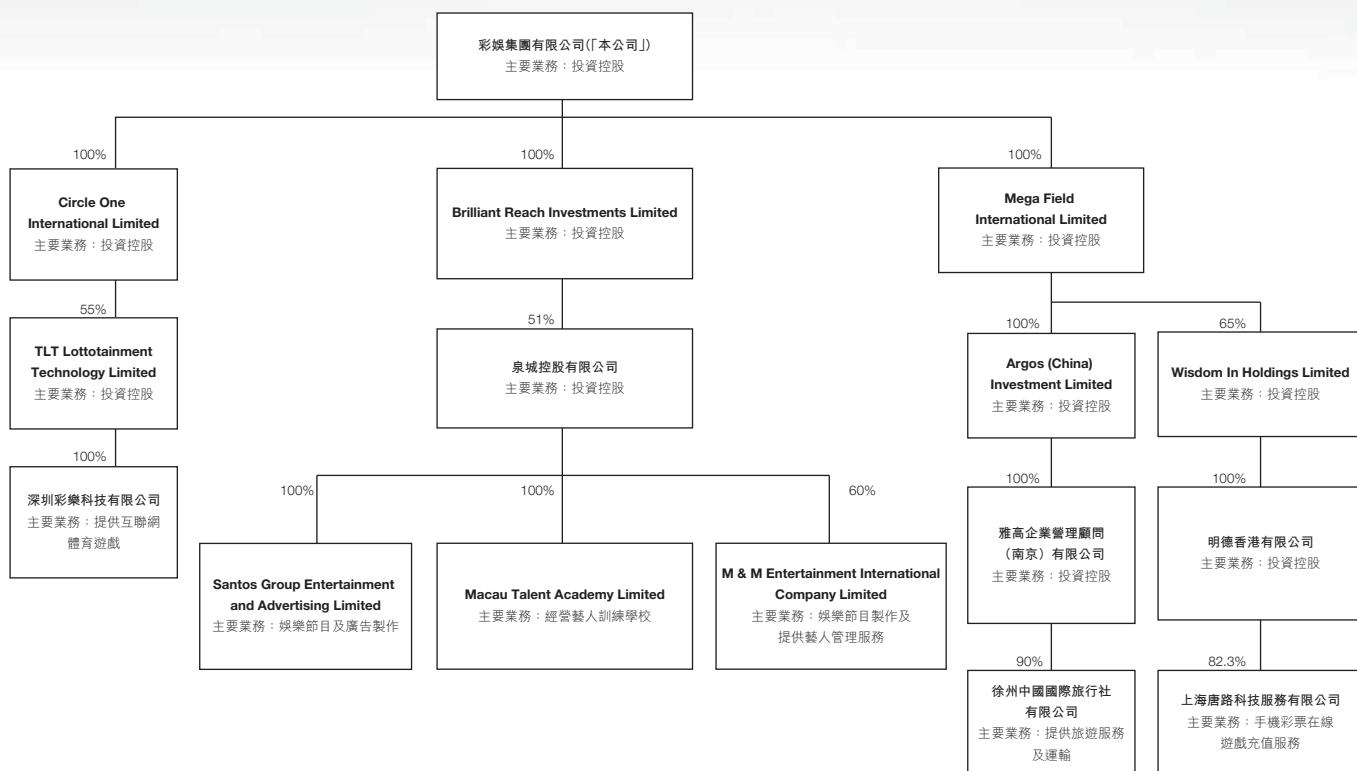 彩娛集團有限公司(「本公司」)
主要業務：投資控股
100%
100%
100%
Circle One
International Limited
主要業務：投資控股
Brilliant Reach Investments Limited
主要業務：投資控股
Mega Field
International Limited
主要業務：投資控股
55%
51%
100%
65%
TLT Lottotainment
Technology Limited
主要業務：投資控股
泉城控股有限公司
主要業務：投資控股
Argos (China)
Investment Limited
主要業務：投資控股
Wisdom In Holdings Limited
主要業務：投資控股
100%
100%
100%
60%
100%
100%
深圳彩樂科技有限公司
主要業務：提供互聯網
體育遊戲
Santos Group Entertainment
and Advertising Limited
主要業務：娛樂節目及廣告製作
Macau Talent Academy Limited
主要業務：經營藝人訓練學校
M & M Entertainment International
Company Limited
主要業務：娛樂節目製作及
提供藝人管理服務
雅高企業營理顧問
（南京）有限公司
主要業務：投資控股
明德香港有限公司
主要業務：投資控股
90%
82.3%
徐州中國國際旅行社
有限公司
主要業務：提供旅遊服務
及運輸
上海唐路科技服務有限公司
主要業務：手機彩票在線
遊戲充值服務